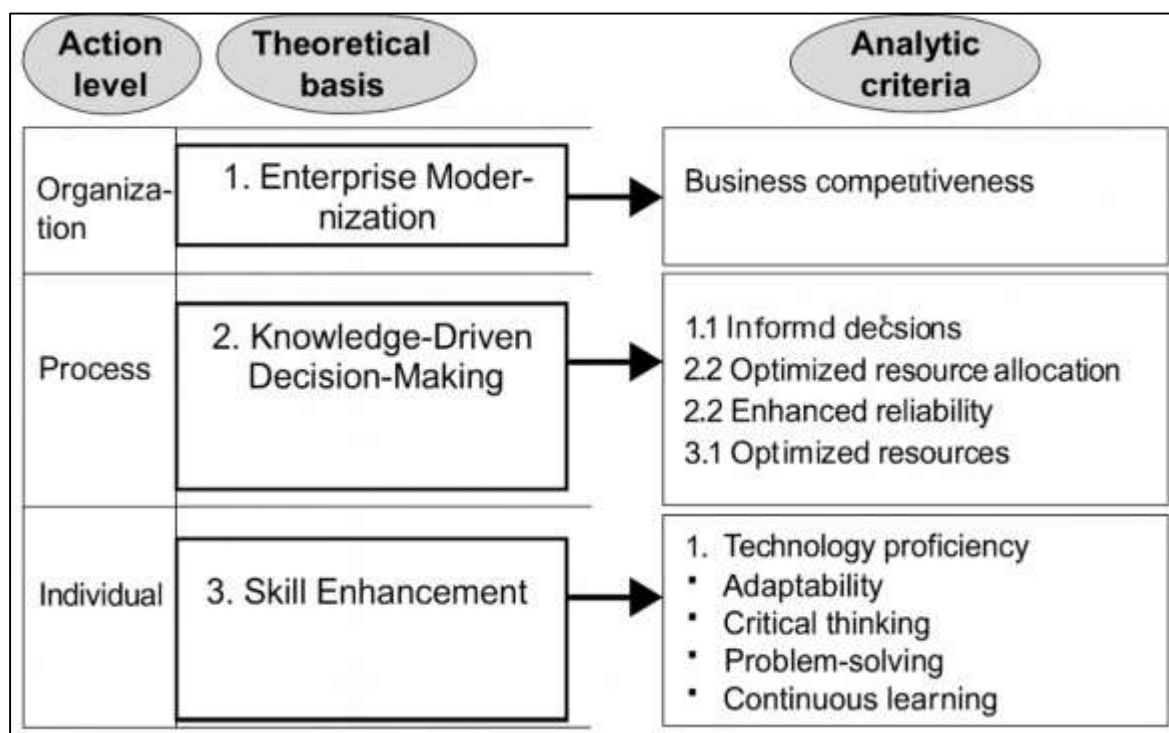 Action
level
Theoretical
basis
Analytic
criteria
Organiza-
tion
1. Enterprise Moder-
nization
Business competitiveness
Process
2. Knowledge-Driven
Decision-Making
1.1 Informd decsions
2.2 Optimized resource allocation
2.2 Enhanced reliability
3.1 Optimized resources
Individual
3. Skill Enhancement
1. Technology proficiency
▪ Adaptability
▪ Critical thinking
▪ Problem-solving
▪ Continuous learning